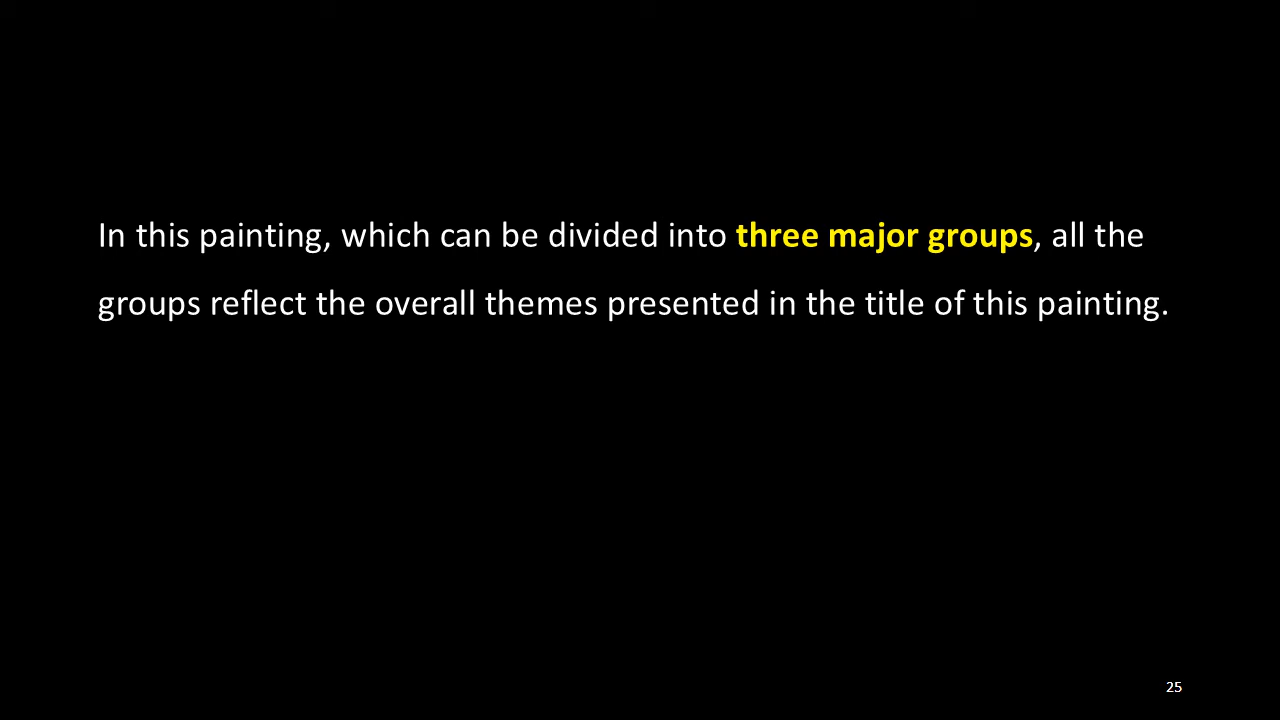 In this painting, which can be divided into three major groups, all the
groups reflect the overall themes presented in the title of this painting.
25